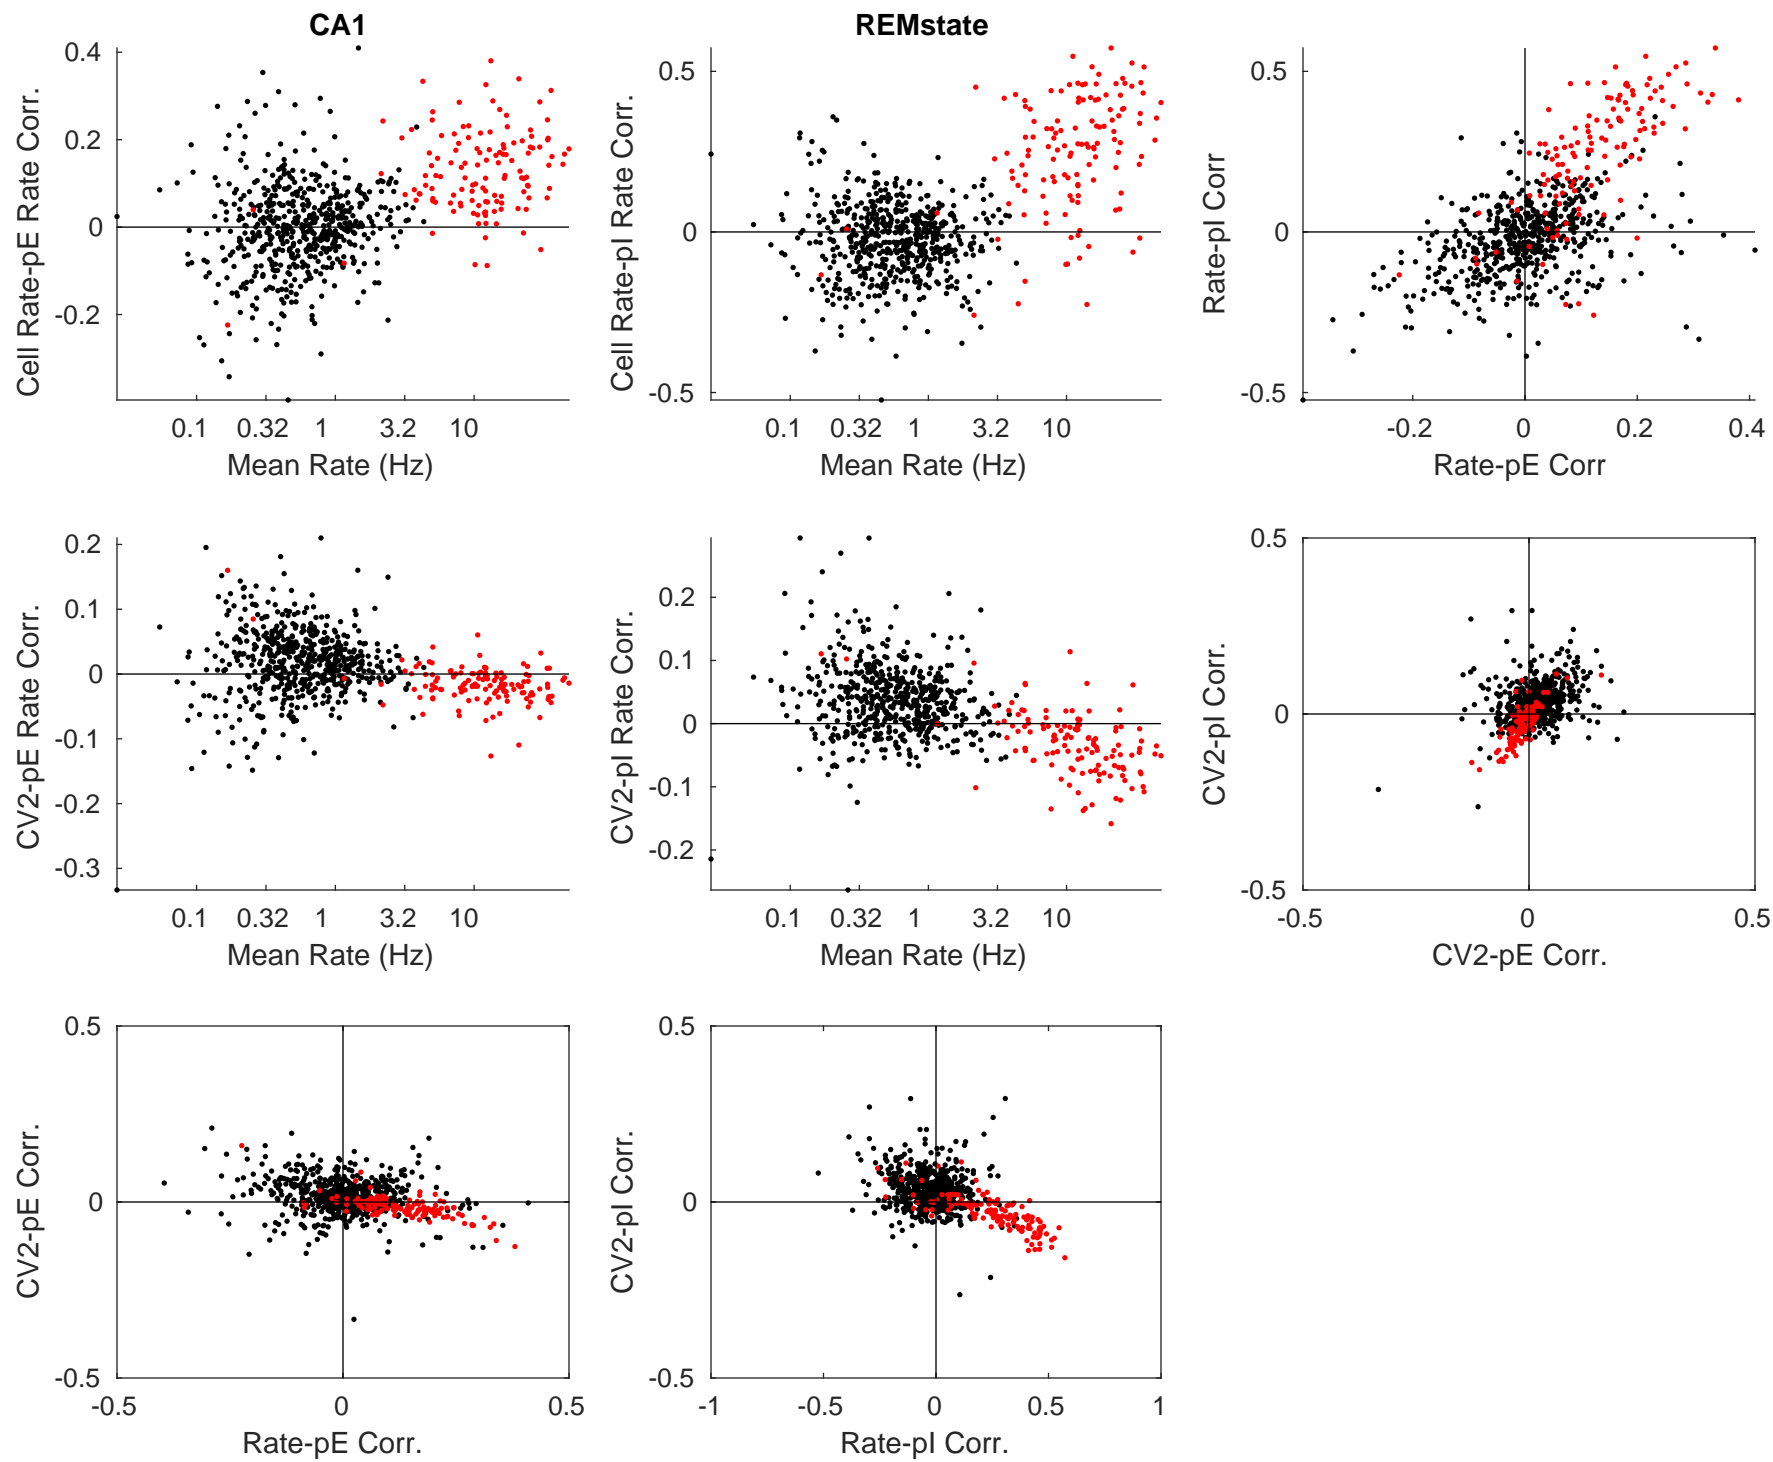 CA1
REMstate
0.4
0.2
0
-0.2
Cell Rate-pE Rate Corr.
0.1 0.32 1 3.2 10
Mean Rate (Hz)
0.5
0
-0.5
Cell Rate-pI Rate Corr.
0.1 0.32 1 3.2 10
Mean Rate (Hz)
0.5
0
-0.5
Rate-pI Corr
-0.2 0 0.2 0.4
Rate-pE Corr
0.2
0.1
0
-0.1
-0.2
-0.3
CV2-pE Rate Corr.
0.1 0.32 1 3.2 10
Mean Rate (Hz)
0.2
0.1
0
-0.1
-0.2
CV2-pI Rate Corr.
0.1 0.32 1 3.2 10
Mean Rate (Hz)
0.5
0
-0.5
CV2-pI Corr.
-0.5 0 0.5
CV2-pE Corr.
0.5
0
-0.5
CV2-pE Corr.
-0.5 0 0.5
Rate-pE Corr.
0.5
0
-0.5
CV2-pI Corr.
-1 -0.5 0 0.5 1
Rate-pI Corr.